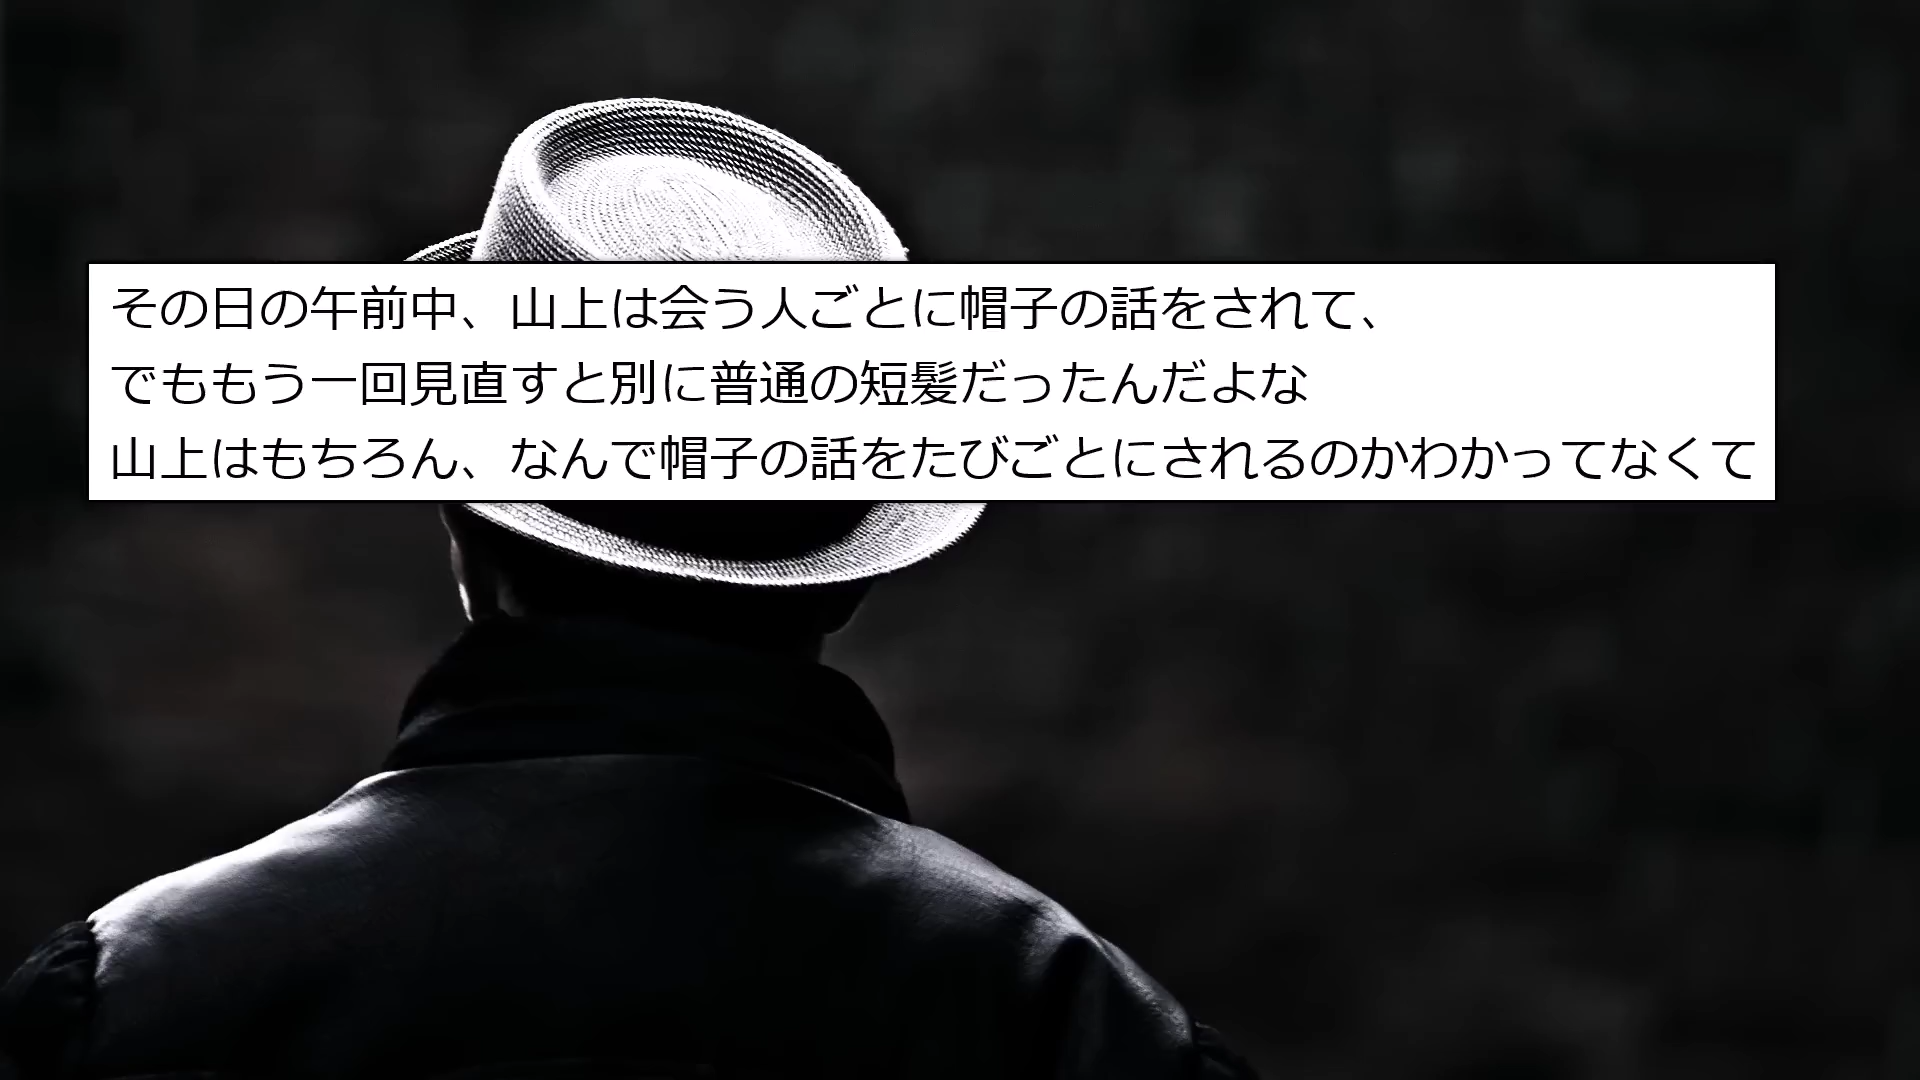 その日の午前中、山上は会う人ごとに帽子の話をされて、
でももう一回見直すと別に普通の短髪だったんだよな
山上はもちろん、なんで帽子の話をたびごとにされるのかわかってなくて